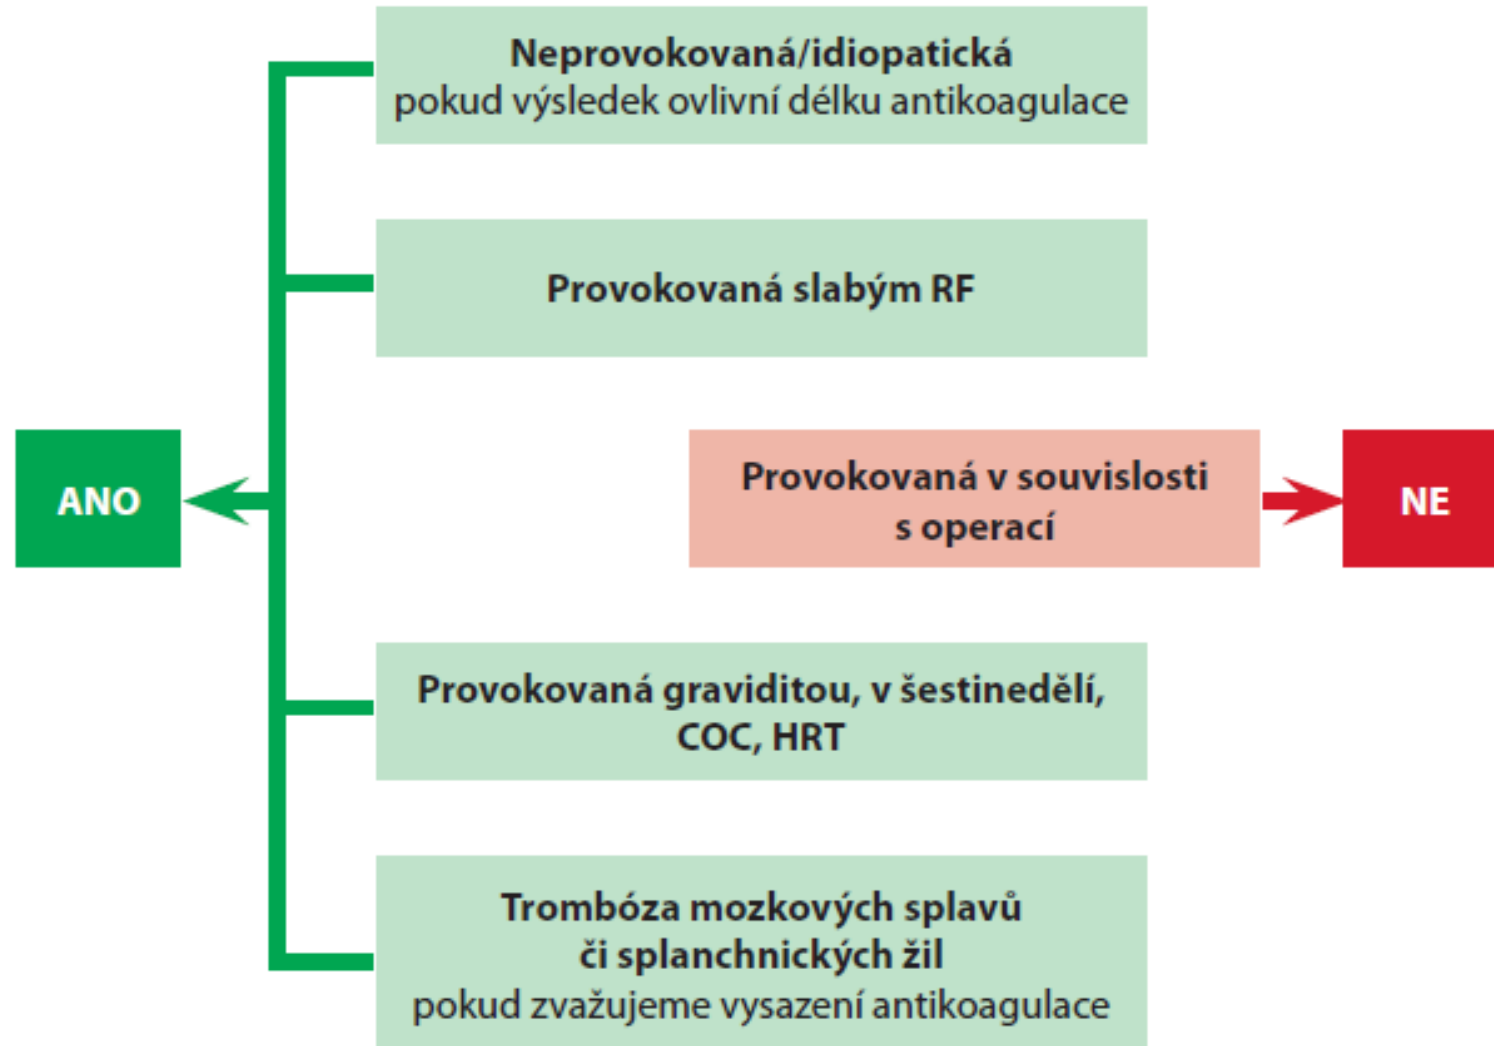 Neprovokovaná/idiopatická
pokud výsledek ovlivní délku antikoagulace
Provokovaná slabým RF
ANO
Provokovaná v souvislosti
s operací
NE
Provokovaná graviditou, v šestinedělí,
COC, HRT
Trombóza mozkových splavů
či splanchnických žil
pokud zvažujeme vysazení antikoagulace